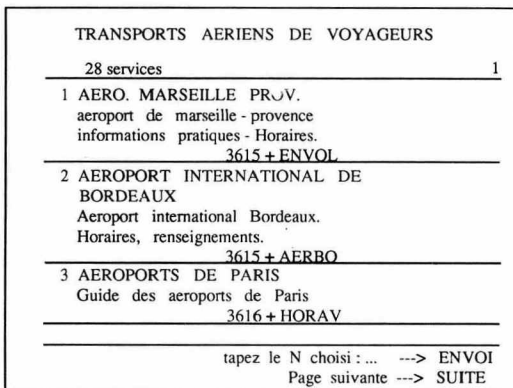 TRANSPORTS AERIENS DE VOYAGEURS
28 services 1
1 AERO. MARSEILLE PROV.
aeroport de marseille - provence
informations pratiques - Horaires.
3615 + ENVOL
2 AEROPORT INTERNATIONAL DE
BORDEAUX
Aeroport international Bordeaux.
Horaires, renseignements.
3615 + AERBO
3 AEROPORTS DE PARIS
Guide des aeroports de Paris
3616 + HORAV
tapez le N choisi : ... ---> ENVOI
Page suivante ---> SUITE